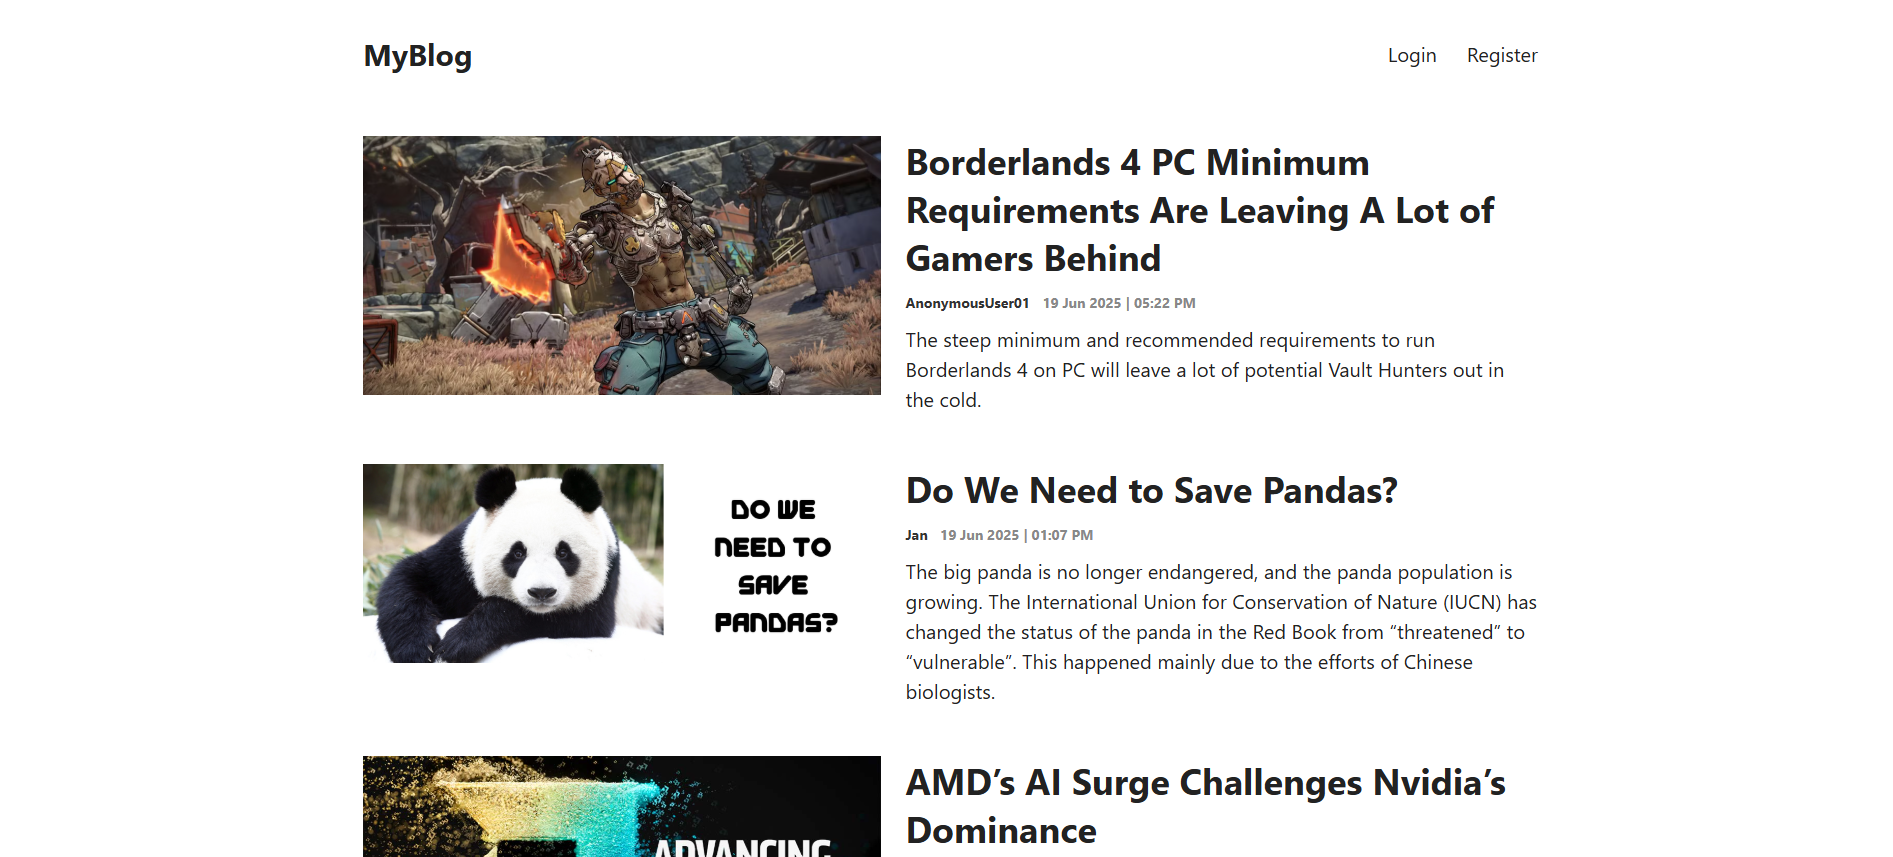 MyBlog
Login Register
Borderlands 4 PC Minimum
Requirements Are Leaving A Lot of
Gamers Behind
AnonymousUser01 19 Jun 2025 | 05:22 PM
The steep minimum and recommended requirements to run
Borderlands 4 on PC will leave a lot of potential Vault Hunters out in
the cold.
DO WE
NEED TO
SAVE
PANDAS?
Do We Need to Save Pandas?
Jan 19 Jun 2025 | 01:07 PM
The big panda is no longer endangered, and the panda population is
growing. The International Union for Conservation of Nature (IUCN) has
changed the status of the panda in the Red Book from “threatened” to
“vulnerable”. This happened mainly due to the efforts of Chinese
biologists.
ADVANCING
AMD’s AI Surge Challenges Nvidia’s
Dominance